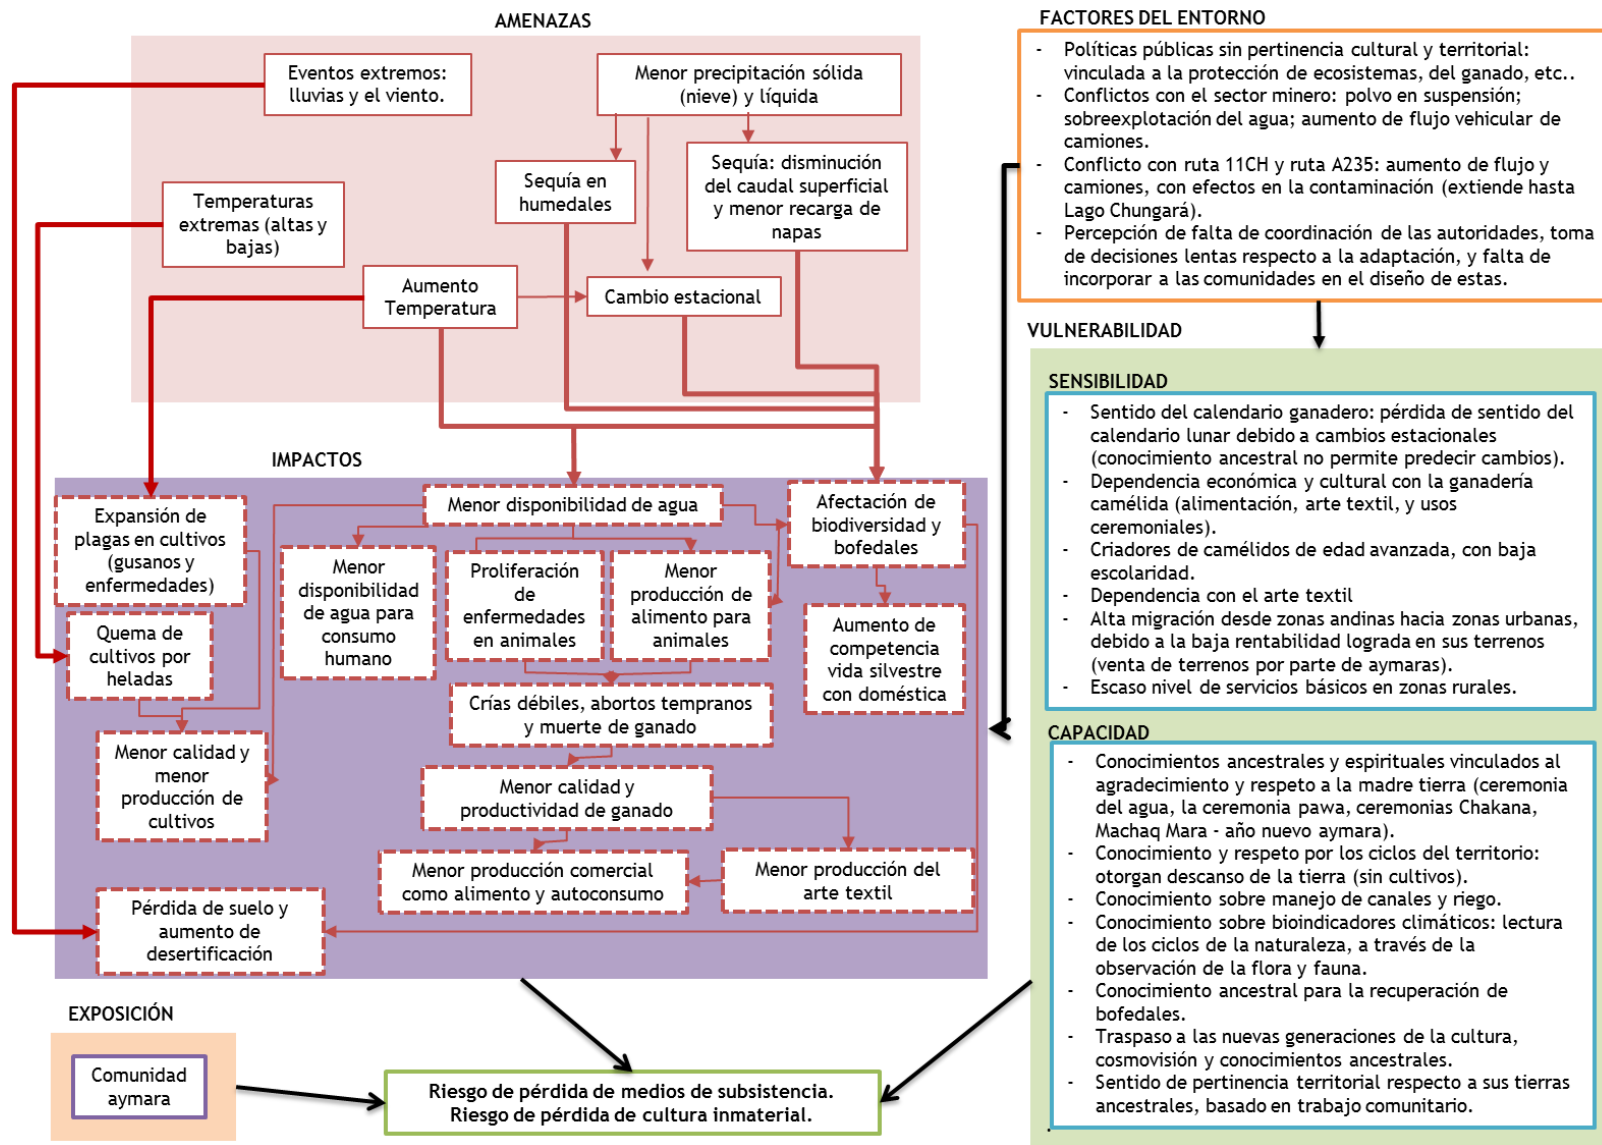 AMENAZAS
Eventos extremos:
lluvias y el viento.
Menor precipitación sólida
(nieve) y líquida
Sequía en
humedales
Sequía: disminución
del caudal superficial
y menor recarga de
napas
Temperaturas
extremas (altas y
bajas)
Aumento
Temperatura
Cambio estacional
IMPACTOS
Expansión de
plagas en cultivos
(gusanos y
enfermedades)
Menor disponibilidad de agua
Afectación de
biodiversidad y
bofedales
Menor
disponibilidad
de agua para
consumo
humano
Proliferación
de
enfermedades
en animales
Menor
producción de
alimento para
animales
Quema de
cultivos por
heladas
Aumento de
competencia
vida silvestre
con doméstica
Crías débiles, abortos tempranos
y muerte de ganado
Menor calidad y
menor
producción de
cultivos
Menor calidad y
productividad de ganado
Menor producción comercial
como alimento y autoconsumo
Menor producción del
arte textil
Pérdida de suelo y
aumento de
desertificación
EXPOSICIÓN
Comunidad
aymara
Riesgo de pérdida de medios de subsistencia.
Riesgo de pérdida de cultura inmaterial.
FACTORES DEL ENTORNO
- Políticas públicas sin pertinencia cultural y territorial:
vinculada a la protección de ecosistemas, del ganado, etc..
- Conflictos con el sector minero: polvo en suspensión;
sobreexplotación del agua; aumento de flujo vehicular de
camiones.
- Conflicto con ruta 11CH y ruta A235: aumento de flujo y
camiones, con efectos en la contaminación (extiende hasta
Lago Chungará).
- Percepción de falta de coordinación de las autoridades, toma
de decisiones lentas respecto a la adaptación, y falta de
incorporar a las comunidades en el diseño de estas.
VULNERABILIDAD
SENSIBILIDAD
- Sentido del calendario ganadero: pérdida de sentido del
calendario lunar debido a cambios estacionales
(conocimiento ancestral no permite predecir cambios).
- Dependencia económica y cultural con la ganadería
camélida (alimentación, arte textil, y usos
ceremoniales).
- Criadores de camélidos de edad avanzada, con baja
escolaridad.
- Dependencia con el arte textil
- Alta migración desde zonas andinas hacia zonas urbanas,
debido a la baja rentabilidad lograda en sus terrenos
(venta de terrenos por parte de aymaras).
- Escaso nivel de servicios básicos en zonas rurales.
CAPACIDAD
- Conocimientos ancestrales y espirituales vinculados al
agradecimiento y respeto a la madre tierra (ceremonia
del agua, la ceremonia pawa, ceremonias Chakana,
Machaq Mara - año nuevo aymara).
- Conocimiento y respeto por los ciclos del territorio:
otorgan descanso de la tierra (sin cultivos).
- Conocimiento sobre manejo de canales y riego.
- Conocimiento sobre bioindicadores climáticos: lectura
de los ciclos de la naturaleza, a través de la
observación de la flora y fauna.
- Conocimiento ancestral para la recuperación de
bofedales.
- Traspaso a las nuevas generaciones de la cultura,
cosmovisión y conocimientos ancestrales.
- Sentido de pertinencia territorial respecto a sus tierras
ancestrales, basado en trabajo comunitario.
.